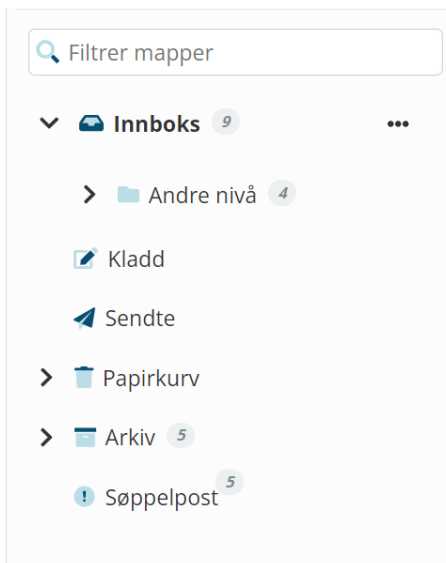 Filtrer mapper
Innboks 9
Andre nivå 4
Kladd
Sendte
Papirkurv
Arkiv 5
Søppelpost 5